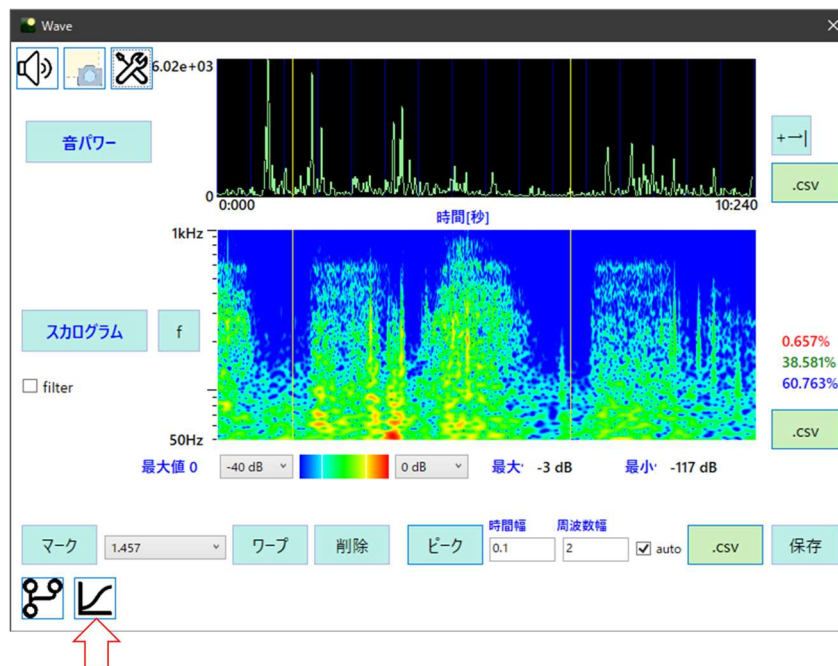 Wave
6.02e+03
音パワー
+→|
.csv
0
0:000
10:240
時間[秒]
1kHz
スカログラム
f
0.657%
38.581%
60.763%
filter
.csv
50Hz
最大値 0
-40 dB
0 dB
最大
-3 dB
最小
-117 dB
時間幅
周波数幅
マーク
1.457
ワープ
削除
ピーク
0.1
2
auto
.csv
保存